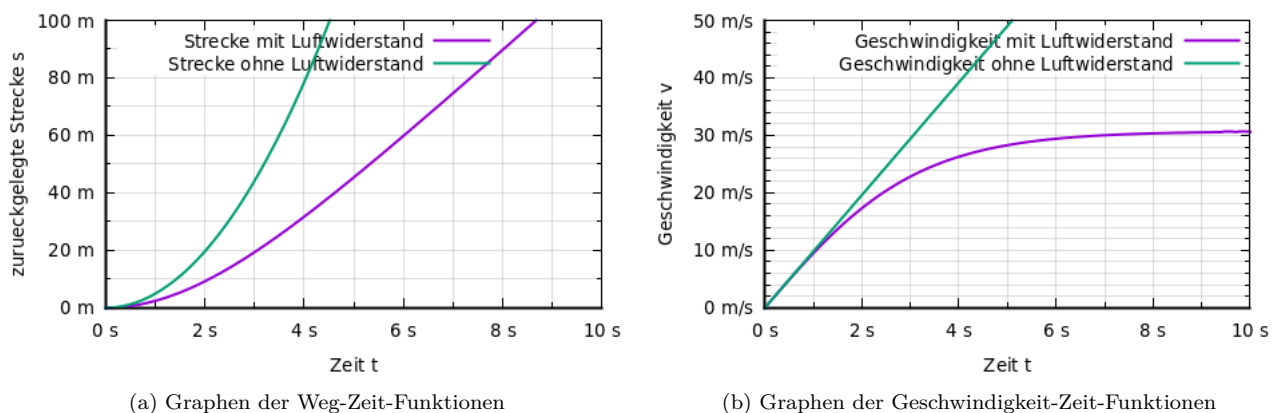 100 m
80 m
60 m
40 m
20 m
0 m
zurueckgelegte Strecke s
Strecke mit Luftwiderstand
Strecke ohne Luftwiderstand
0 s 2 s 4 s 6 s 8 s 10 s
Zeit t
(a) Graphen der Weg-Zeit-Funktionen
50 m/s
40 m/s
30 m/s
20 m/s
10 m/s
0 m/s
Geschwindigkeit v
Geschwindigkeit mit Luftwiderstand
Geschwindigkeit ohne Luftwiderstand
0 s 2 s 4 s 6 s 8 s 10 s
Zeit t
(b) Graphen der Geschwindigkeit-Zeit-Funktionen